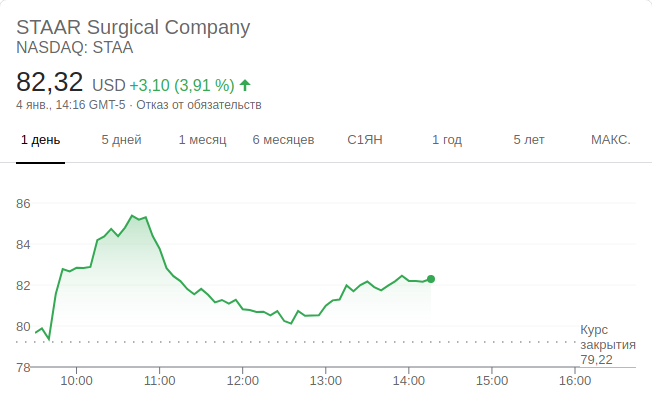 STAAR Surgical Company
NASDAQ: STAA
82,32 USD +3,10 (3,91 %)
4 янв., 14:16 GMT-5 · Отказ от обязательств
1 день 5 дней 1 месяц 6 месяцев С1ЯН 1 год 5 лет МАКС.
86
84
82
80
78
Курс
закрытия
79,22
10:00 11:00 12:00 13:00 14:00 15:00 16:00